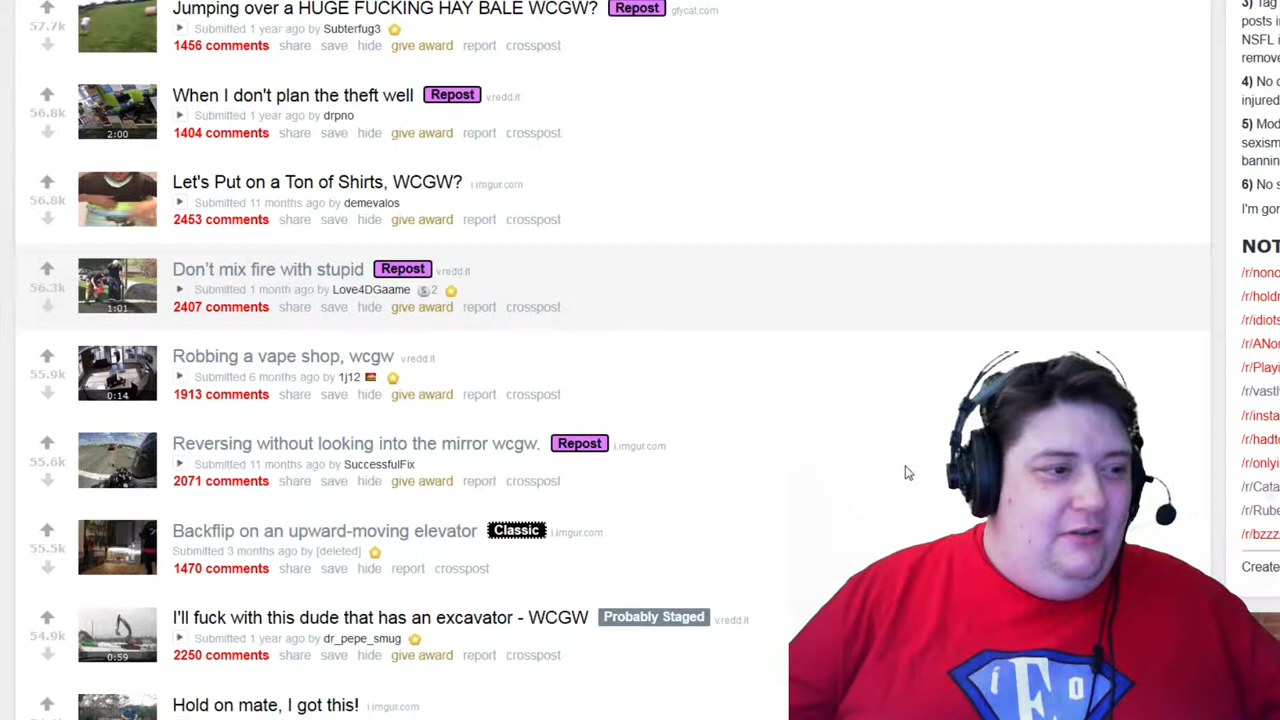 Jumping over a HUGE FUCKING HAY BALE WCGW? Repost gfycat.com
57.7k
Submitted 1 year ago by Subterfug3
1456 comments share save hide give award report crosspost
When I don't plan the theft well Repost v.redd.it
56.8k
Submitted 1 year ago by drpno
2:00
1404 comments share save hide give award report crosspost
Let's Put on a Ton of Shirts, WCGW? i.imgur.com
56.8k
Submitted 11 months ago by demevalos
2453 comments share save hide give award report crosspost
Don't mix fire with stupid Repost v.redd.it
56.3k
Submitted 1 month ago by Love4DGaame S 2
1:01
2407 comments share save hide give award report crosspost
Robbing a vape shop, wcgw v.redd.it
55.9k
Submitted 6 months ago by 1j12
0:14
1913 comments share save hide give award report crosspost
Reversing without looking into the mirror wcgw. Repost i.imgur.com
55.6k
Submitted 11 months ago by SuccessfulFix
2071 comments share save hide give award report crosspost
Backflip on an upward-moving elevator Classic i.imgur.com
55.5k
Submitted 3 months ago by [deleted]
1470 comments share save hide report crosspost
I'll fuck with this dude that has an excavator - WCGW Probably Staged v.redd.it
54.9k
Submitted 1 year ago by dr_pepe_smug
0:59
2250 comments share save hide give award report crosspost
Hold on mate, I got this! i.imgur.com
3) Tag
posts i
NSFL i
remove
4) No c
injured
5) Mod
sexism
bannin
6) No s
I'm gor
NOT
/r/nono
/r/holdr
/r/idiots
/r/ANor
/r/Playi
/r/vasth
/r/insta
/r/hadto
/r/onlyi
/r/Cata
/r/Rube
/r/bzzz
Create
i E O